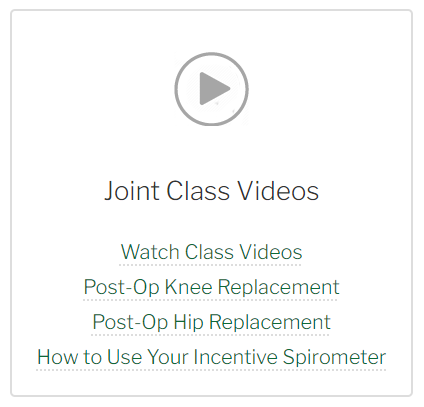 Joint Class Videos
Watch Class Videos
Post-Op Knee Replacement
Post-Op Hip Replacement
How to Use Your Incentive Spirometer